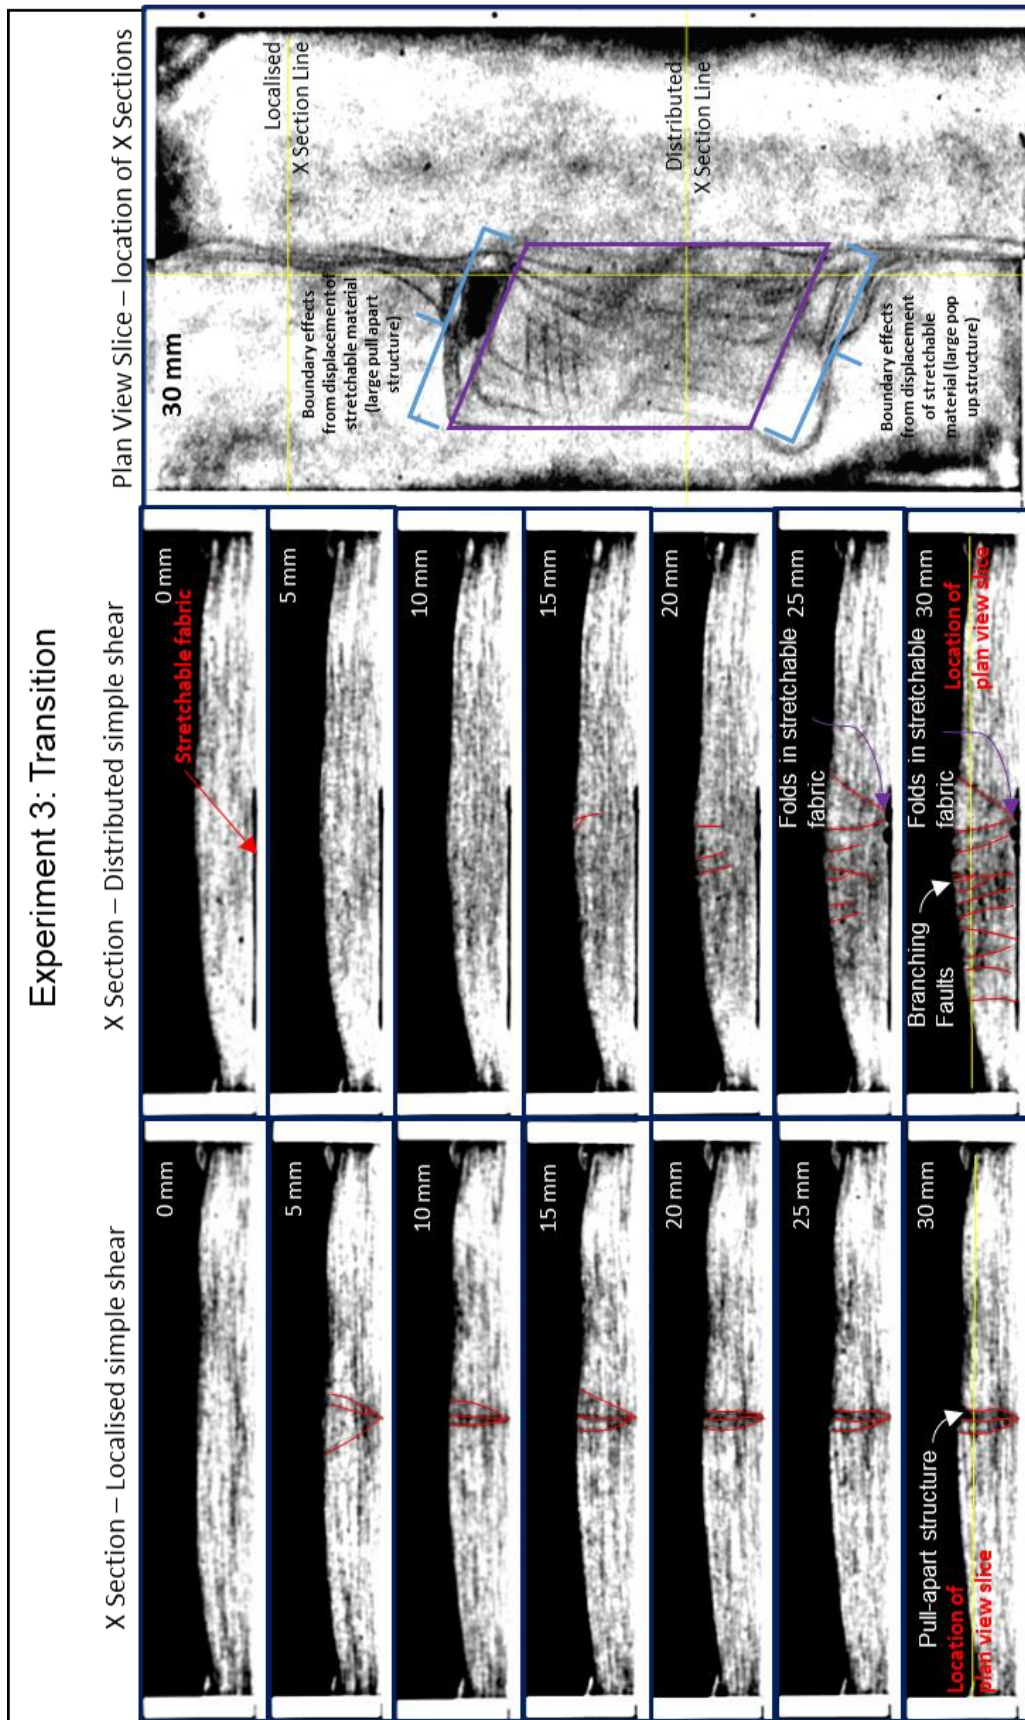 Experiment 3: Transition
X Section – Localised simple shear
0 mm
5 mm
10 mm
15 mm
20 mm
25 mm
30 mm
Pull-apart structure
Location of
plan view slice
X Section – Distributed simple shear
0 mm
Stretchable fabric
5 mm
10 mm
15 mm
20 mm
25 mm
Folds in stretchable
fabric
30 mm
Folds in stretchable
fabric
Branching
Faults
Location of
plan view slice
Plan View Slice – location of X Sections
30 mm
Localised
X Section Line
Distributed
X Section Line
Boundary effects
from displacement of
stretchable material
(large pull apart
structure)
Boundary effects
from displacement
of stretchable
material (large pop
up structure)